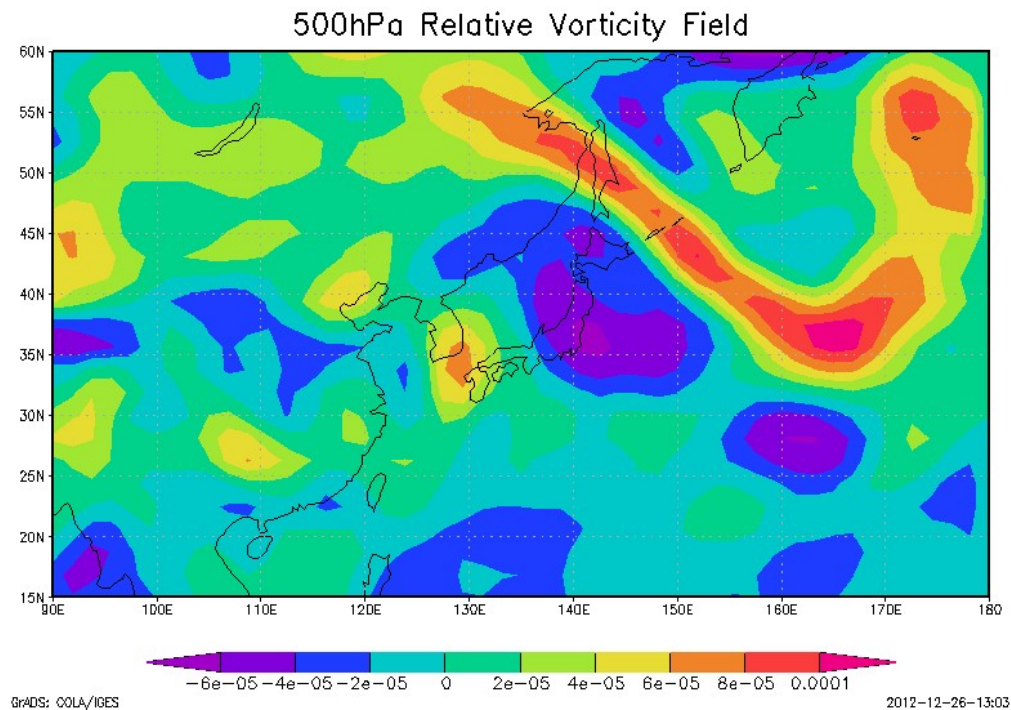 500hPa Relative Vorticity Field
60N
55N
50N
45N
40N
35N
30N
25N
20N
15N
90E 100E 110E 120E 130E 140E 150E 160E 170E 180
-6e-05 -4e-05 -2e-05 0 2e-05 4e-05 6e-05 8e-05 0.0001
GrADS: COLA/IGES 2012-12-26-13:03